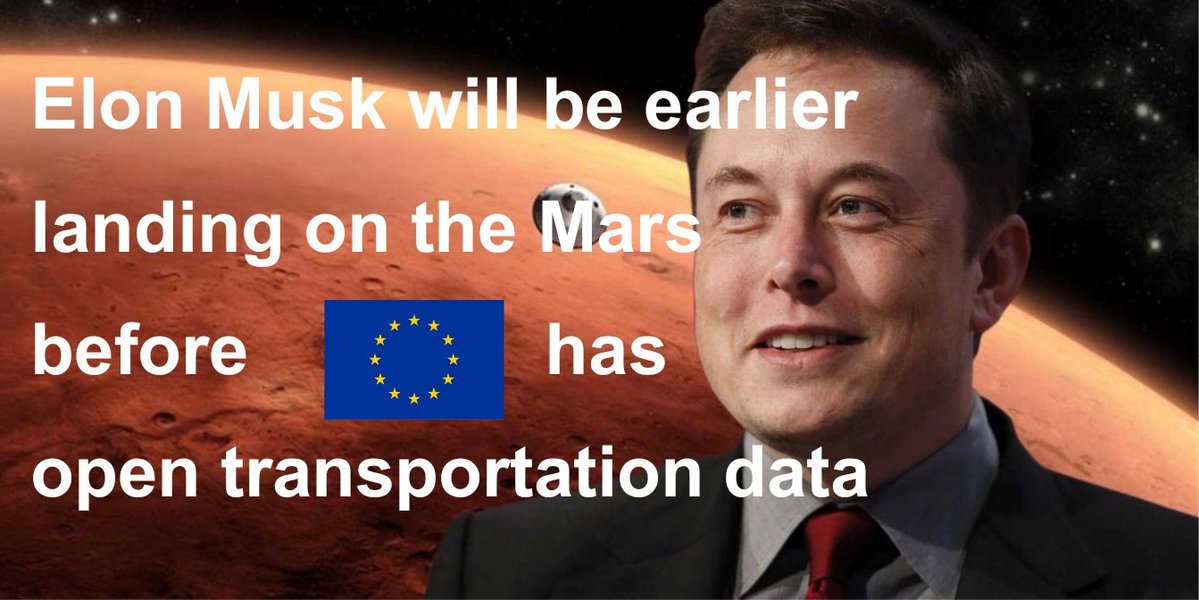 Elon Musk will be earlier
landing on the Mars
before has
open transportation data